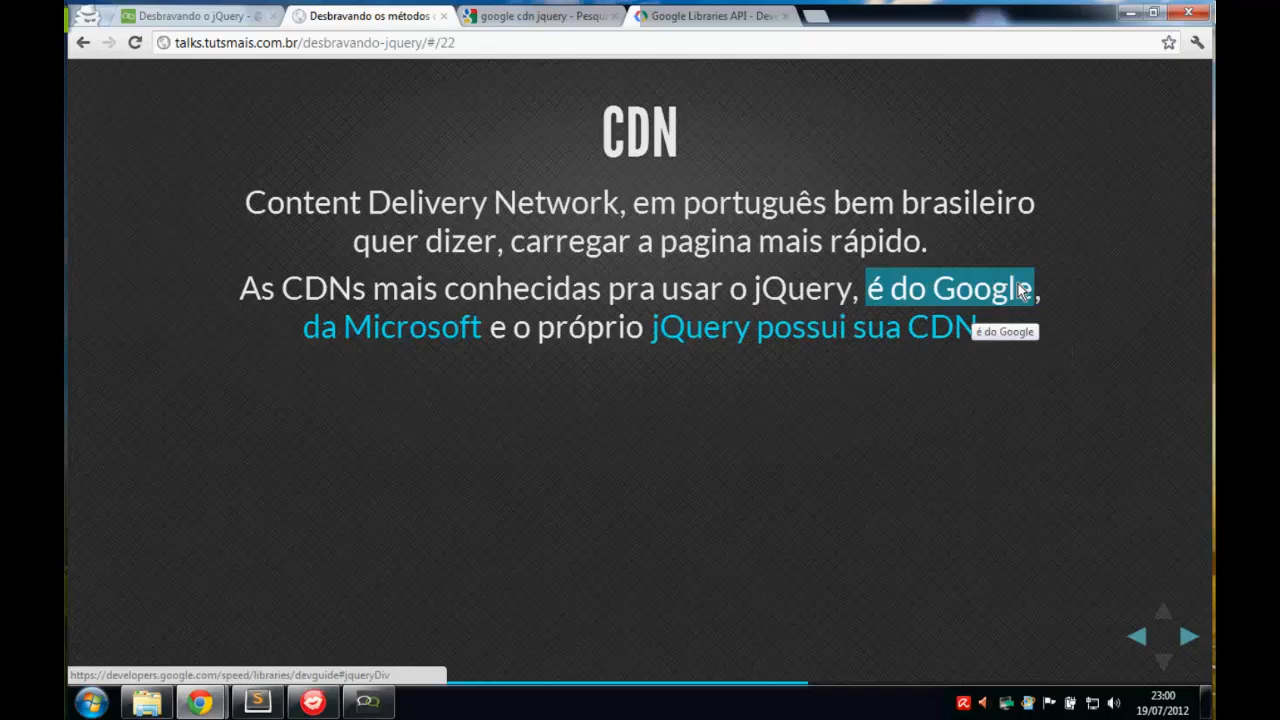 Desbravando o jQuery - @
Desbravando os métodos
google cdn jquery - Pesqui
Google Libraries API - Dev
talks.tutsmais.com.br/desbravando-jquery/#/22
CDN
Content Delivery Network, em português bem brasileiro
quer dizer, carregar a pagina mais rápido.
As CDNs mais conhecidas pra usar o jQuery, é do Google,
da Microsoft e o próprio jQuery possui sua CDN
é do Google
https://developers.google.com/speed/libraries/devguide#jqueryDiv
23:00
19/07/2012